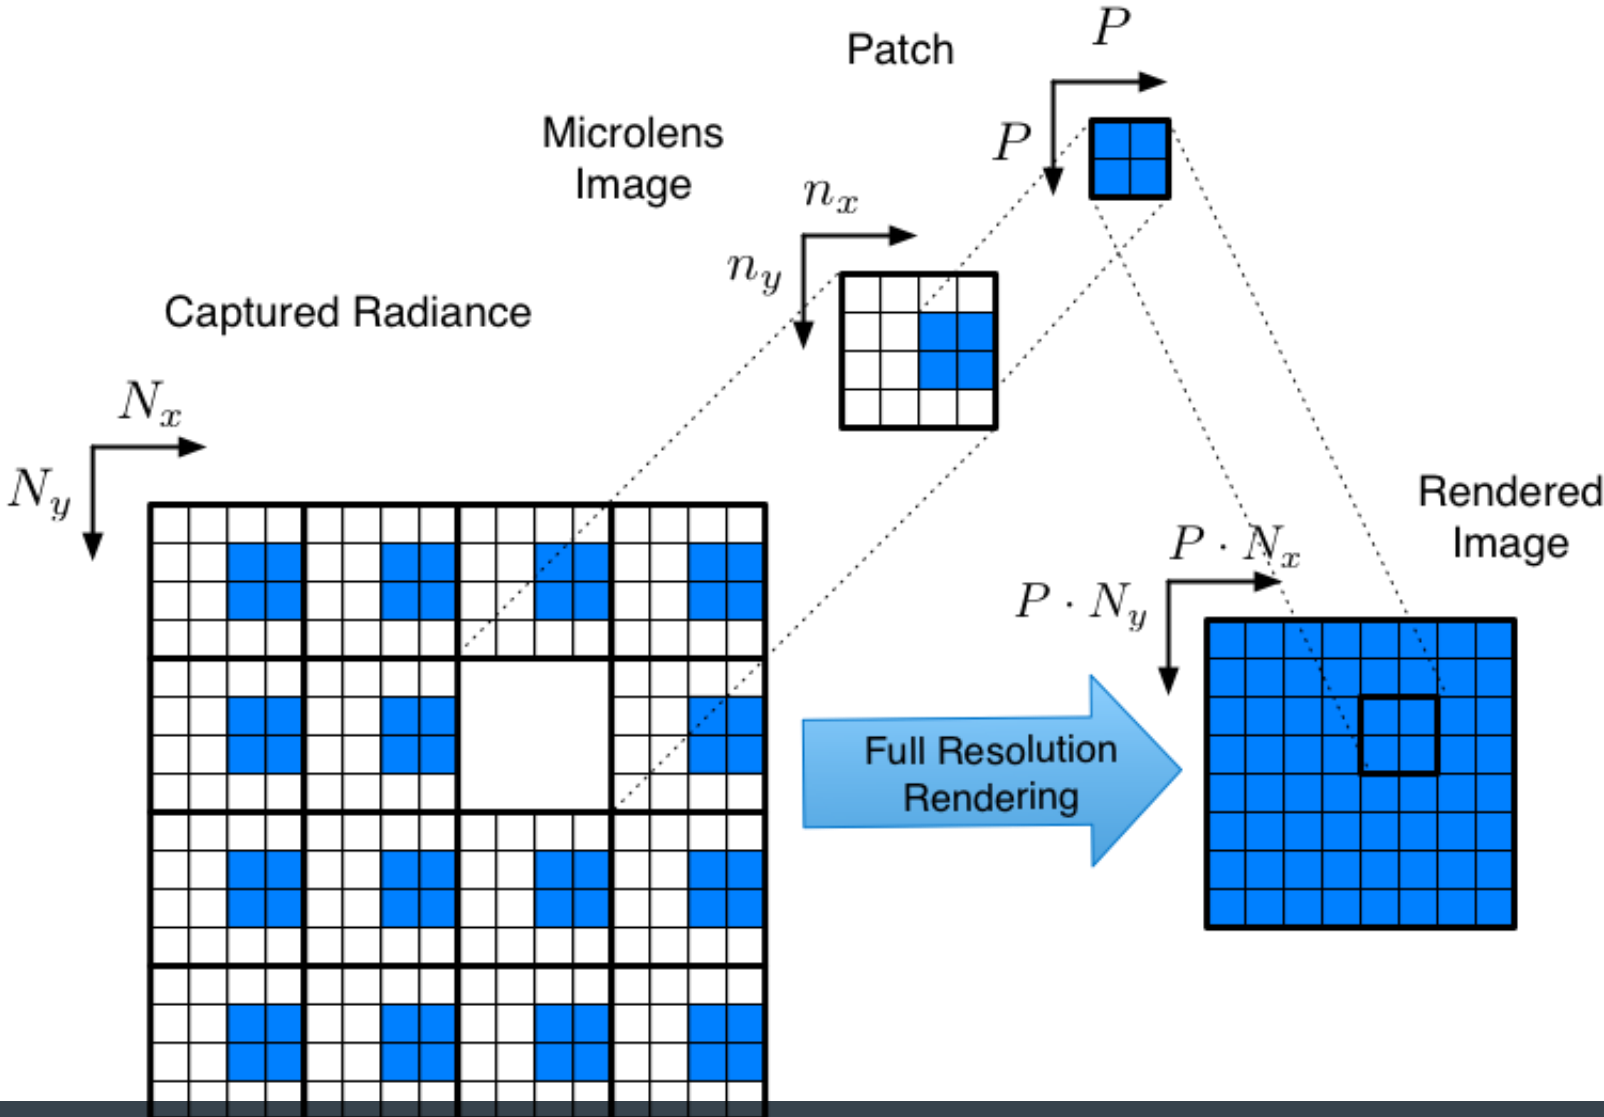 P
Patch
P
Microlens
Image
n_x
n_y
Captured Radiance
N_x
N_y
Rendered
Image
P · N_x
P · N_y
Full Resolution
Rendering